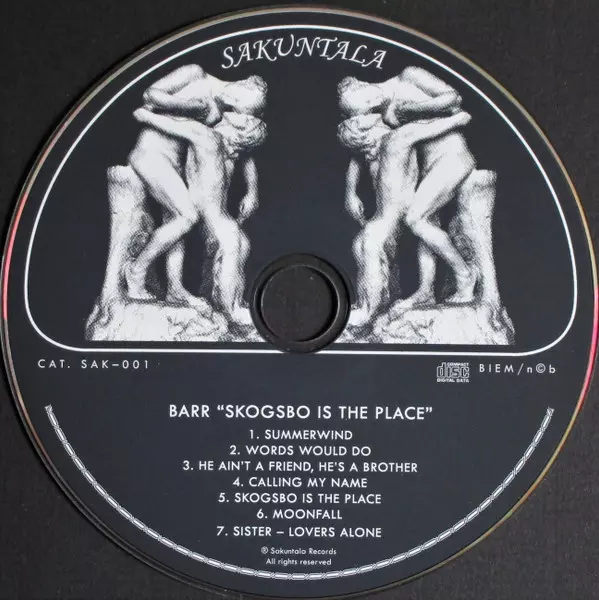 SAKUNTALA
CAT. SAK–001
COMPACT
disc
DIGITAL DATA
BIEM/n©b
BARR “SKOGSBO IS THE PLACE”
1. SUMMERWIND
2. WORDS WOULD DO
3. HE AIN'T A FRIEND, HE'S A BROTHER
4. CALLING MY NAME
5. SKOGSBO IS THE PLACE
6. MOONFALL
7. SISTER – LOVERS ALONE
® Sakuntala Records
All rights reserved